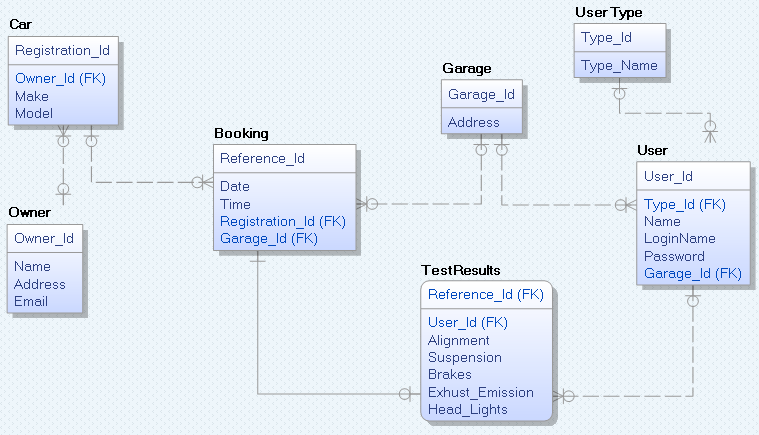 Car
Registration_Id
Owner_Id (FK)
Make
Model
Owner
Owner_Id
Name
Address
Email
Booking
Reference_Id
Date
Time
Registration_Id (FK)
Garage_Id (FK)
Garage
Garage_Id
Address
UserType
Type_Id
Type_Name
User
User_Id
Type_Id (FK)
Name
LoginName
Password
Garage_Id (FK)
TestResults
Reference_Id (FK)
User_Id (FK)
Alignment
Suspension
Brakes
Exhust_Emission
Head_Lights